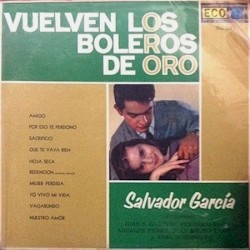 VUELVEN LOS
BOLEROS
DE ORO
ECO
AMIGO
POR ESO TE PERDONO
SACRIFICIO
QUE TE VAYA BIEN
HOJA SECA
REDENCION
MUJER PERDIDA
YO VIVO MI VIDA
VAGABUNDO
NUESTRO AMOR
Salvador García